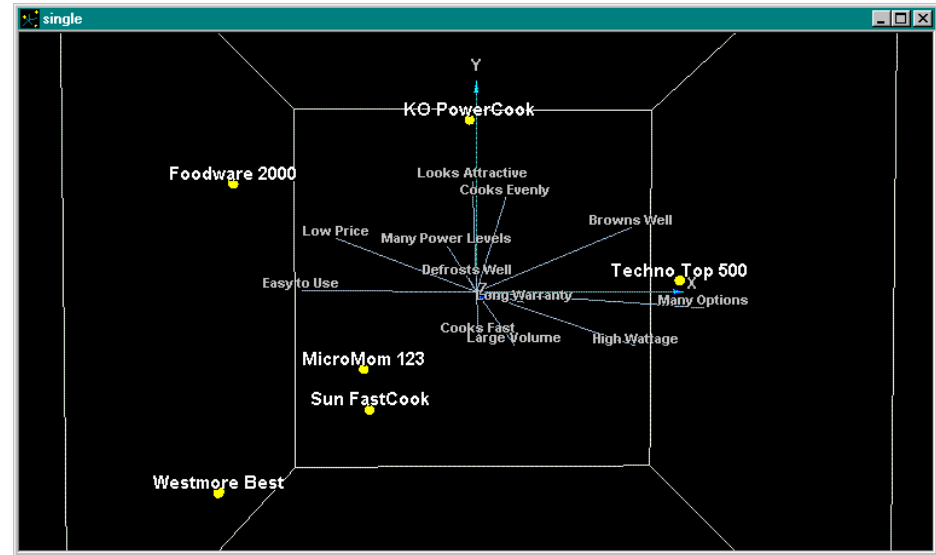 single
Y
KO PowerCook
Foodware 2000
Looks Attractive
Cooks Evenly
Browns Well
Low Price
Many Power Levels
Defrosts Well
Techno Top 500
Easy to Use
Z
X
Long Warranty
Many Options
Cooks Fast
Large Volume
High Wattage
MicroMom 123
Sun FastCook
Westmore Best